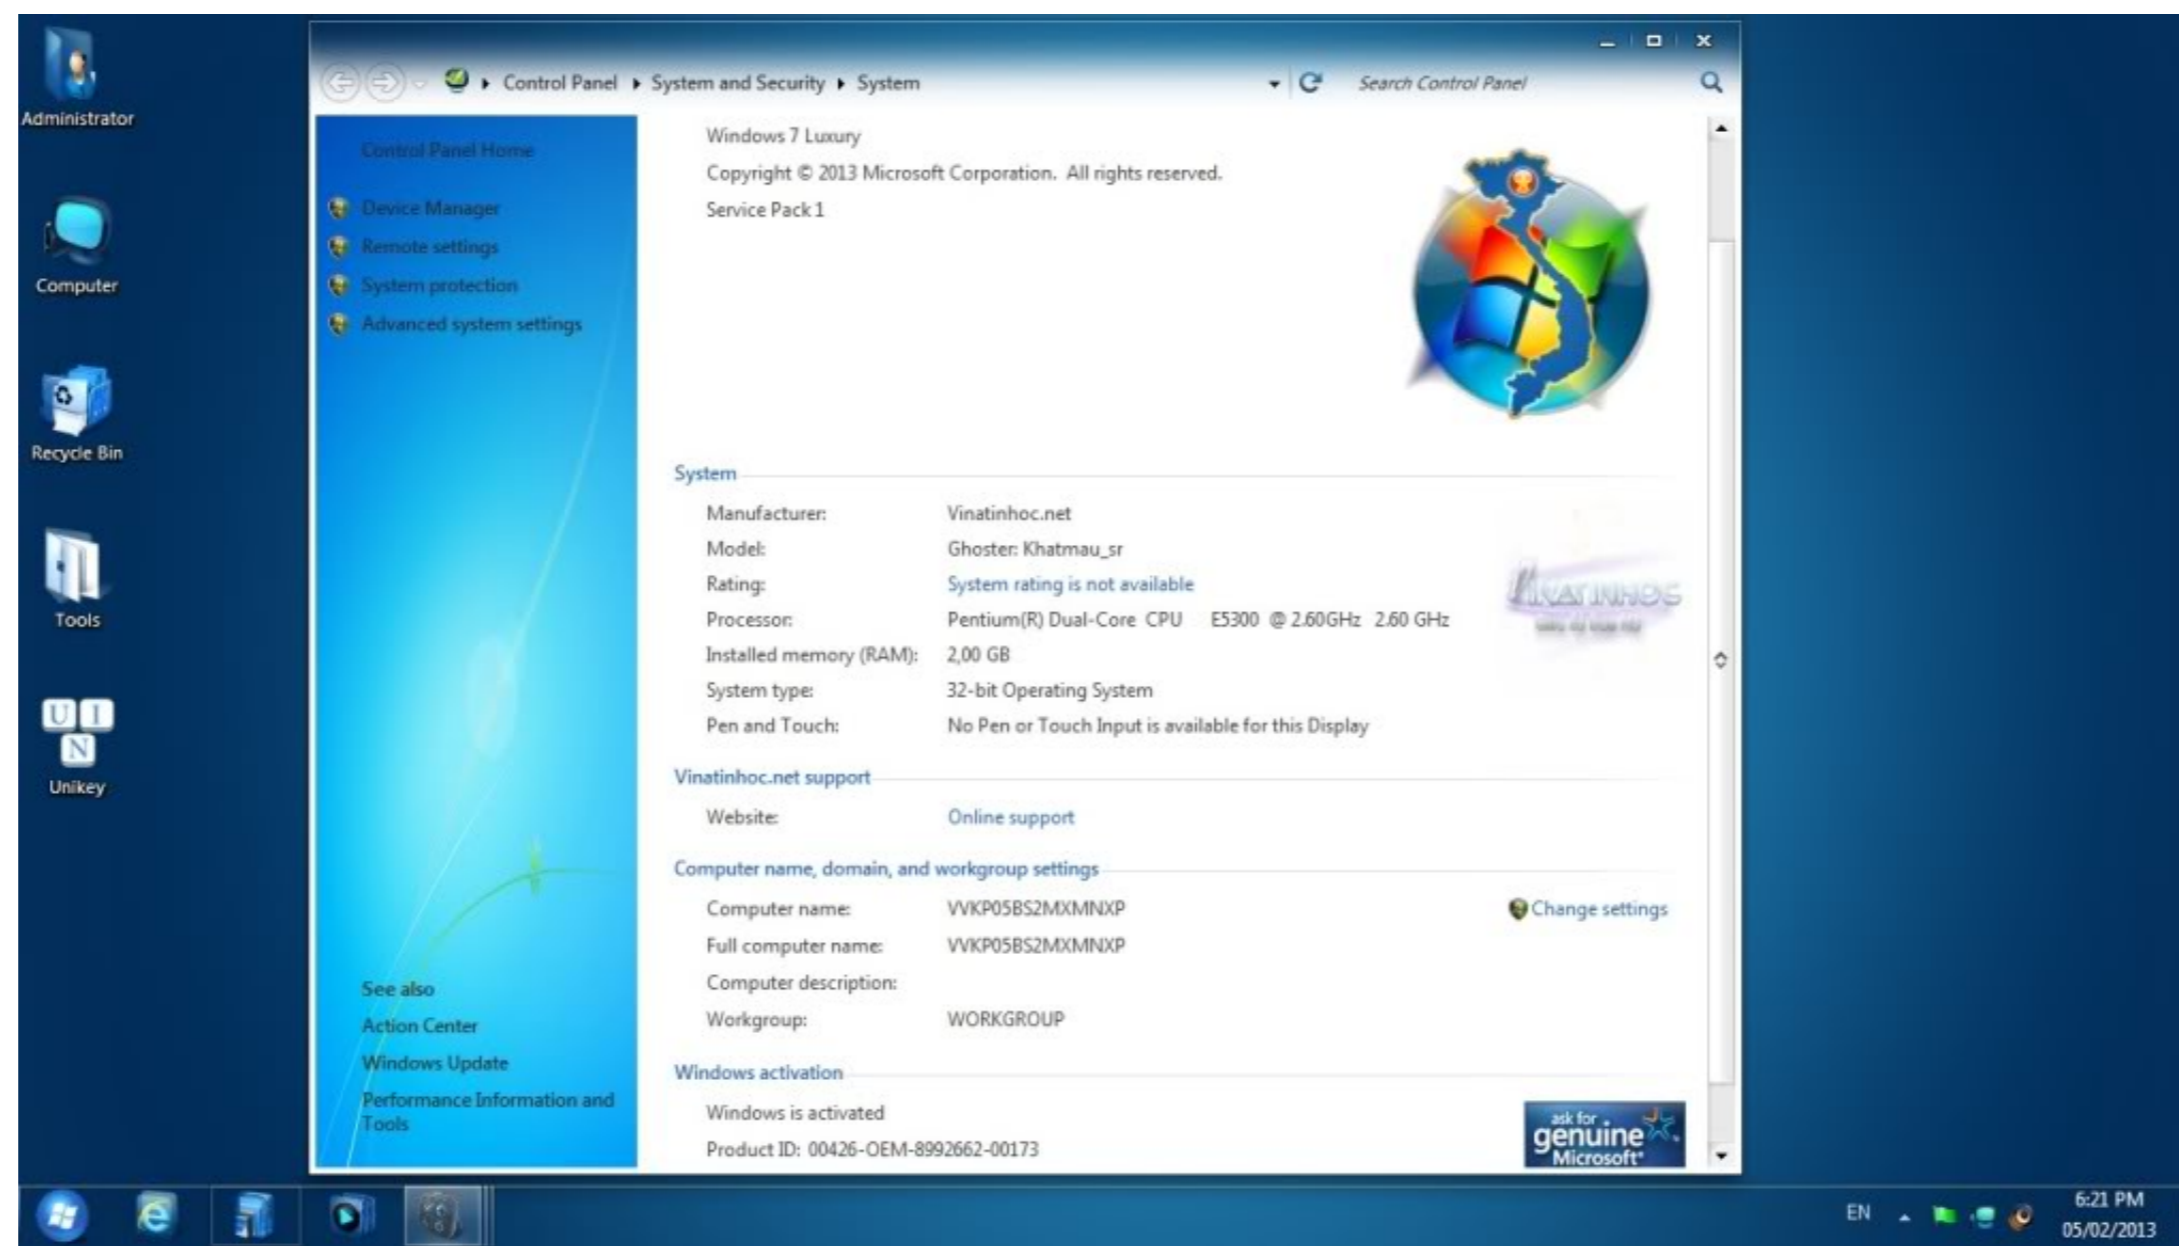 Administrator
Computer
Recycle Bin
Tools
U I
N
Unikey
Control Panel System and Security System
Search Control Panel
Control Panel Home
Device Manager
Remote settings
System protection
Advanced system settings
See also
Action Center
Windows Update
Performance Information and
Tools
Windows 7 Luxury
Copyright © 2013 Microsoft Corporation. All rights reserved.
Service Pack 1
System
Manufacturer: Vinatinhoc.net
Model: Ghoster: Khatmau_sr
Rating: System rating is not available
Processor: Pentium(R) Dual-Core CPU E5300 @ 2.60GHz 2.60 GHz
Installed memory (RAM): 2,00 GB
System type: 32-bit Operating System
Pen and Touch: No Pen or Touch Input is available for this Display
Vinatinhoc.net support
Website: Online support
Computer name, domain, and workgroup settings
Computer name: VVKP05BS2MXMNXP
Change settings
Full computer name: VVKP05BS2MXMNXP
Computer description:
Workgroup: WORKGROUP
Windows activation
Windows is activated
Product ID: 00426-OEM-8992662-00173
ask for
genuine
Microsoft
EN
6:21 PM
05/02/2013